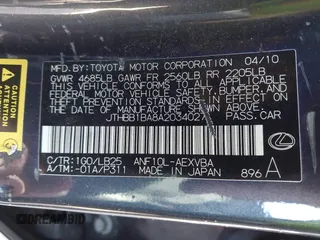 MFD.BY:TOYOTA MOTOR CORPORATION 04/10
GVWR 4685LB GAWR FR 2560LB RR 2205LB
THIS VEHICLE CONFORMS TO ALL APPLICABLE
FEDERAL MOTOR VEHICLE SAFETY, BUMPER, AND
THEFT PREVENTION STANDARDS IN EFFECT ON
THE DATE OF MANUFACTURE SHOWN ABOVE.
JTHBB1BA8A2034027 PASS.CAR
C/TR:1G0/LB25 ANF10L-AEXVBA
A/TM:-01A/P311 MADE IN JAPAN 896A
DREAMBID